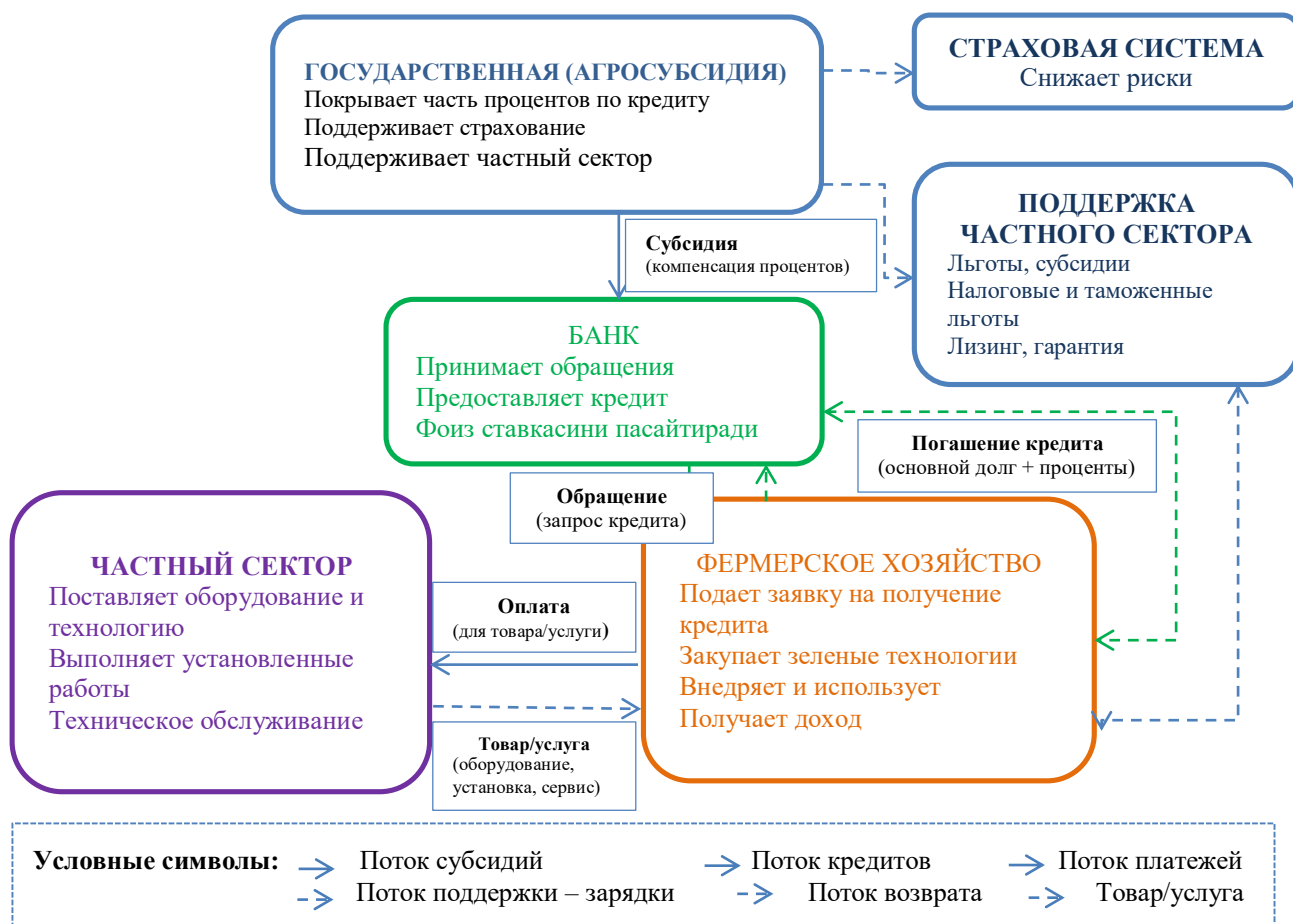 ГОСУДАРСТВЕННАЯ (АГРОСУБСИДИЯ)
Покрывает часть процентов по кредиту
Поддерживает страхование
Поддерживает частный сектор
СТРАХОВАЯ СИСТЕМА
Снижает риски
ПОДДЕРЖКА
ЧАСТНОГО СЕКТОРА
Льготы, субсидии
Налоговые и таможенные
льготы
Лизинг, гарантия
Субсидия
(компенсация процентов)
БАНК
Принимает обращения
Предоставляет кредит
Фоиз ставкасини пасайтиради
Погашение кредита
(основной долг + проценты)
Обращение
(запрос кредита)
ЧАСТНЫЙ СЕКТОР
Поставляет оборудование и
технологию
Выполняет установленные
работы
Техническое обслуживание
Оплата
(для товара/услуги)
Товар/услуга
(оборудование,
установка, сервис)
ФЕРМЕРСКОЕ ХОЗЯЙСТВО
Подает заявку на получение
кредита
Закупает зеленые технологии
Внедряет и использует
Получает доход
Условные символы: Поток субсидий Поток кредитов Поток платежей
Поток поддержки – зарядки Поток возврата Товар/услуга